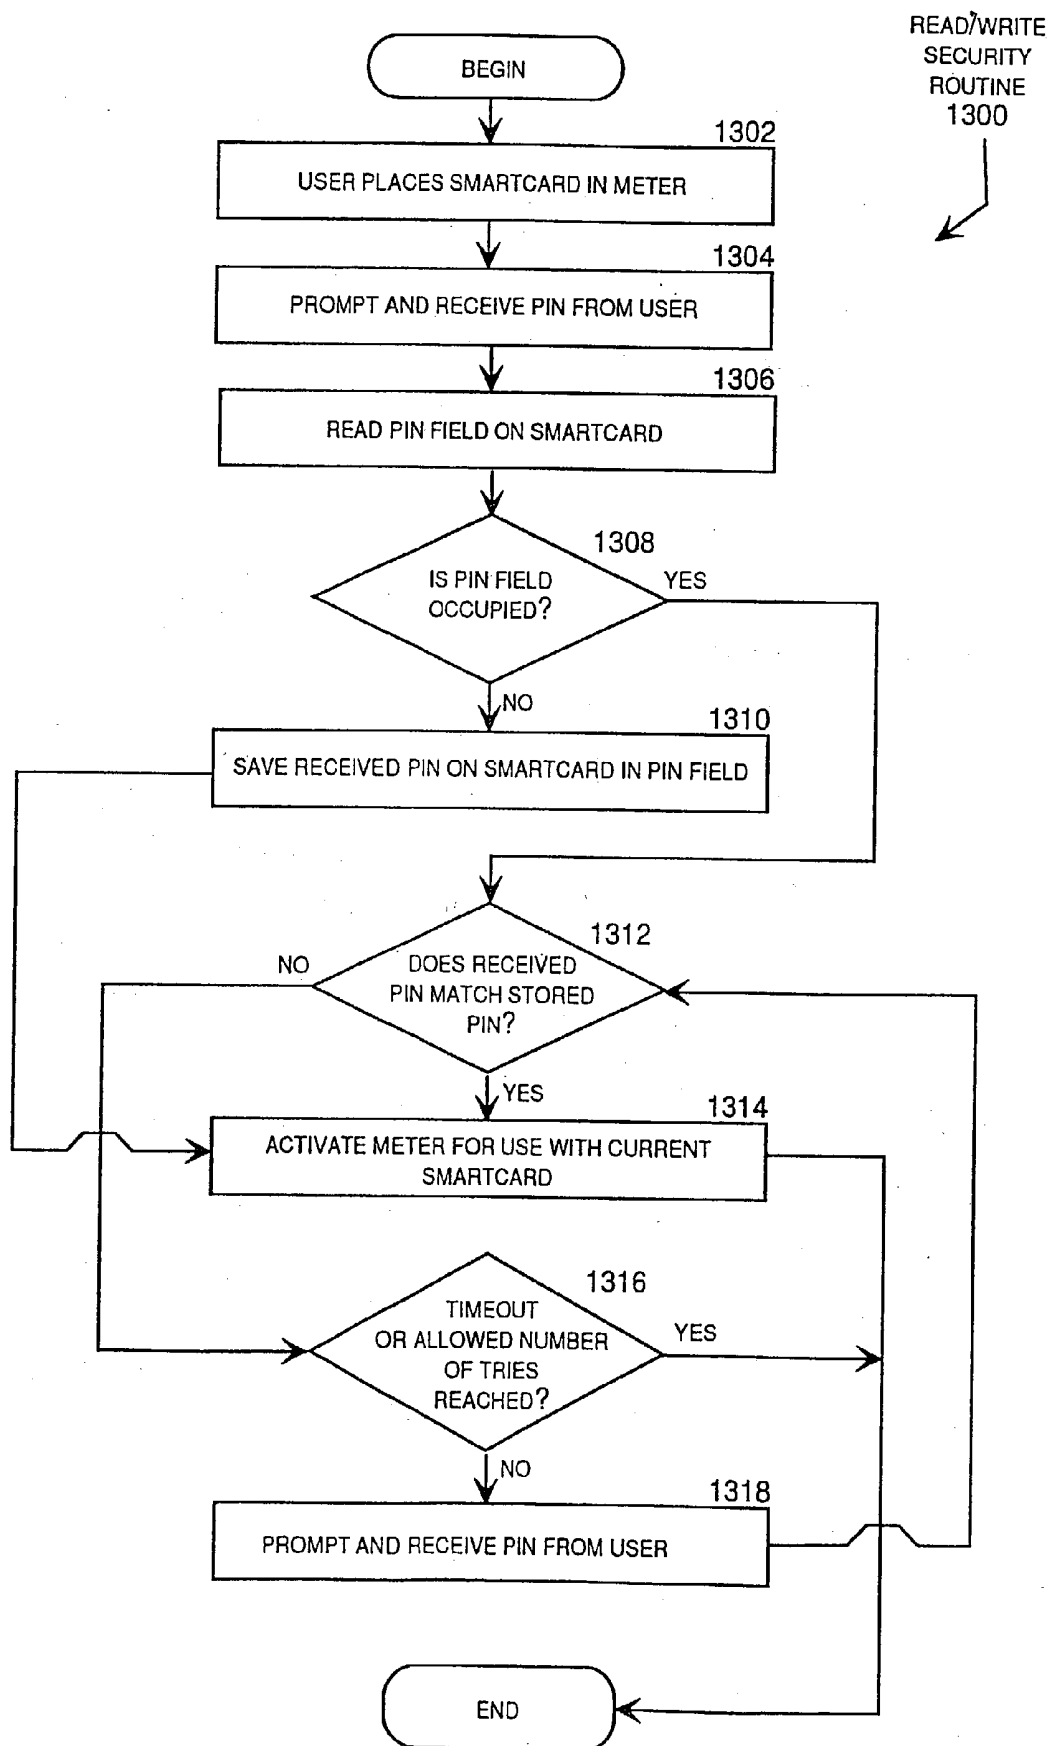 READ/WRITE
SECURITY
ROUTINE
1300
BEGIN
1302
USER PLACES SMARTCARD IN METER
1304
PROMPT AND RECEIVE PIN FROM USER
1306
READ PIN FIELD ON SMARTCARD
1308
IS PIN FIELD
OCCUPIED?
YES
NO
1310
SAVE RECEIVED PIN ON SMARTCARD IN PIN FIELD
1312
NO
DOES RECEIVED
PIN MATCH STORED
PIN?
YES
1314
ACTIVATE METER FOR USE WITH CURRENT
SMARTCARD
1316
TIMEOUT
OR ALLOWED NUMBER
OF TRIES
REACHED?
YES
NO
1318
PROMPT AND RECEIVE PIN FROM USER
END